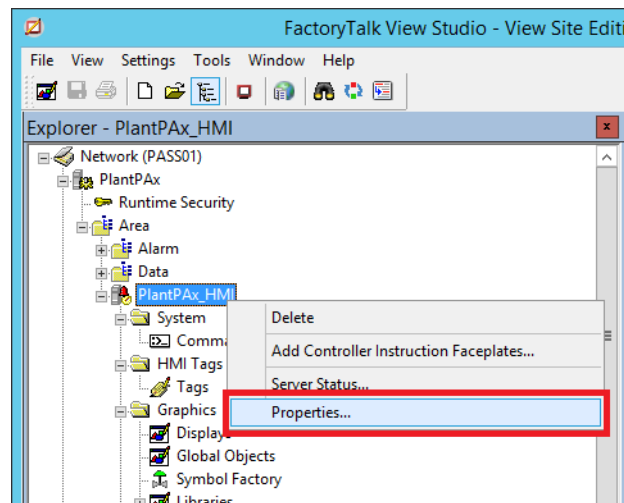 FactoryTalk View Studio - View Site Editi
File View Settings Tools Window Help
Explorer - PlantPAx_HMI
Network (PASS01)
PlantPAx
Runtime Security
Area
Alarm
Data
PlantPAx_HMI
System
Delete
Comma
Add Controller Instruction Faceplates...
HMI Tags
Tags
Server Status...
Graphics
Properties...
Displays
Global Objects
Symbol Factory
Libraries